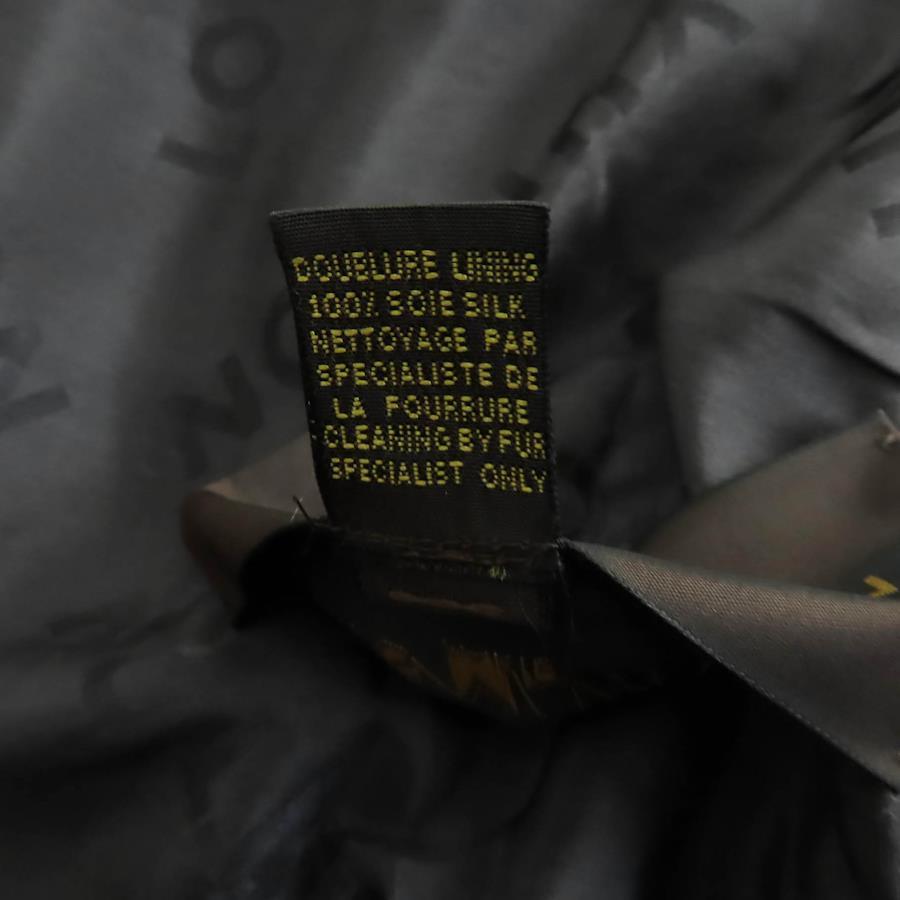 DOUBLURE LINING
100% SOIE SILK
NETTOYAGE PAR
SPECIALISTE DE
LA FOURRURE
CLEANING BY FUR
SPECIALIST ONLY